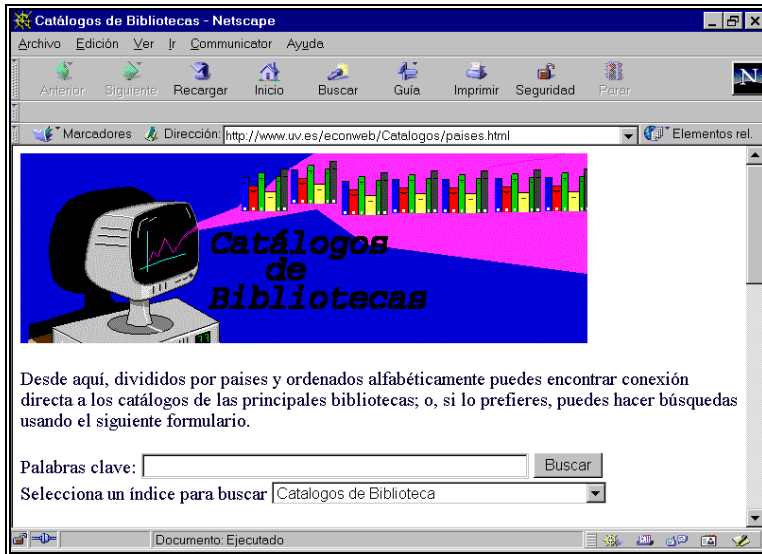 Catálogos de Bibliotecas - Netscape
Archivo Edición Ver Ir Communicator Ayuda
Anterior Siguiente Recargar Inicio Buscar Guía Imprimir Seguridad Parar
N
Marcadores Dirección: http://www.uv.es/econweb/Catalogos/paises.html Elementos rel.
Catálogos
de
Bibliotecas
Desde aquí, divididos por paises y ordenados alfabéticamente puedes encontrar conexión
directa a los catálogos de las principales bibliotecas; o, si lo prefieres, puedes hacer búsquedas
usando el siguiente formulario.
Palabras clave: Buscar
Selecciona un índice para buscar Catalogos de Biblioteca
Documento: Ejecutado